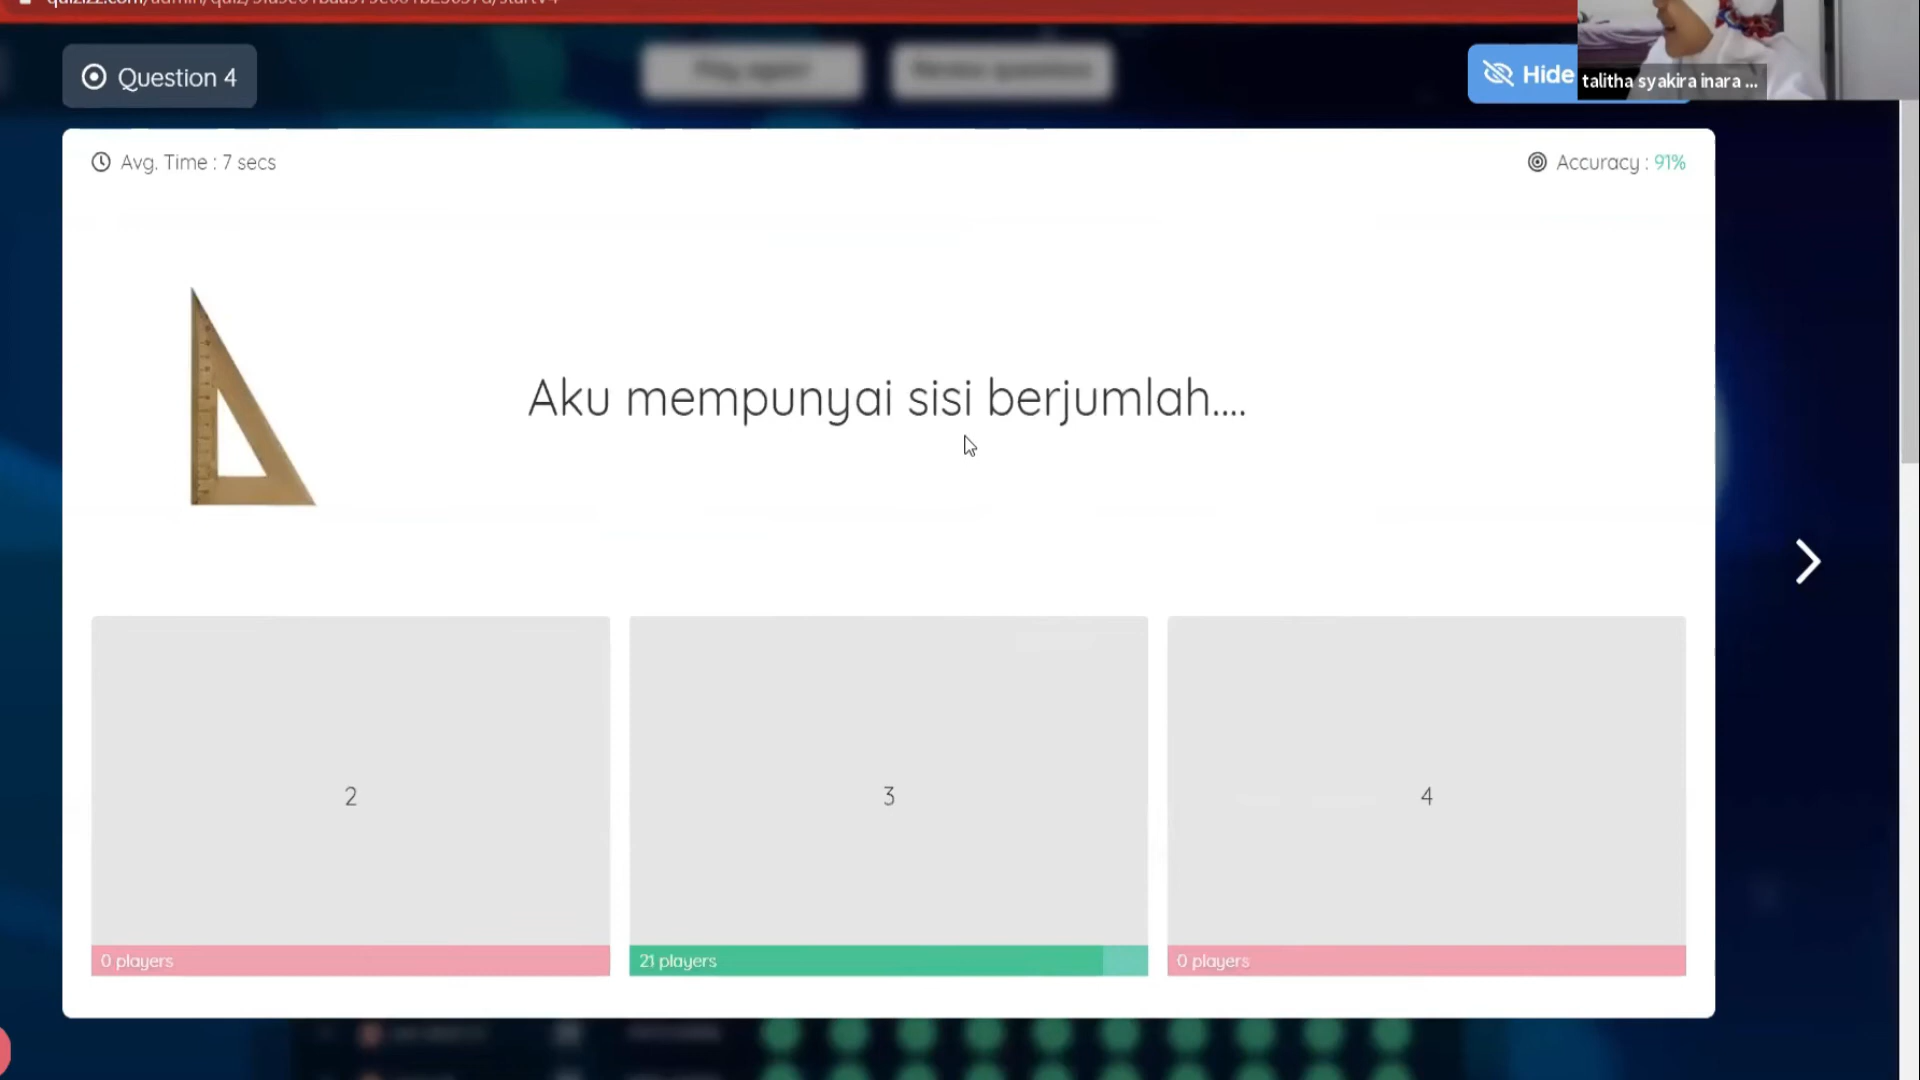 Question 4
Hide
talitha syakira inara ...
Avg. Time : 7 secs
Accuracy : 91%
Aku mempunyai sisi berjumlah....
2
3
4
0 players
21 players
0 players